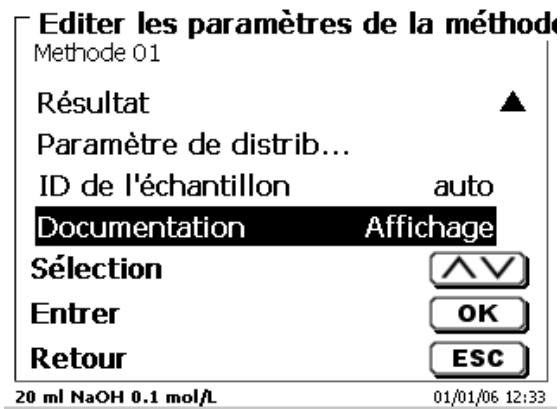 Editer les paramètres de la méthode
Methode 01
Résultat
Paramètre de distrib...
ID de l'échantillon auto
Documentation Affichage
Sélection
Entrer OK
Retour ESC
20 ml NaOH 0.1 mol/L 01/01/06 12:33